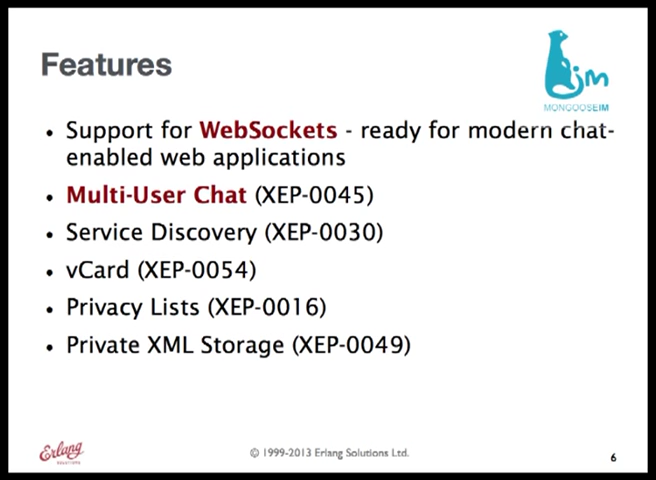 Features
MONGOOSEIM
• Support for WebSockets - ready for modern chat-
enabled web applications
• Multi-User Chat (XEP-0045)
• Service Discovery (XEP-0030)
• vCard (XEP-0054)
• Privacy Lists (XEP-0016)
• Private XML Storage (XEP-0049)
Erlang
SOLUTIONS
© 1999-2013 Erlang Solutions Ltd.
6